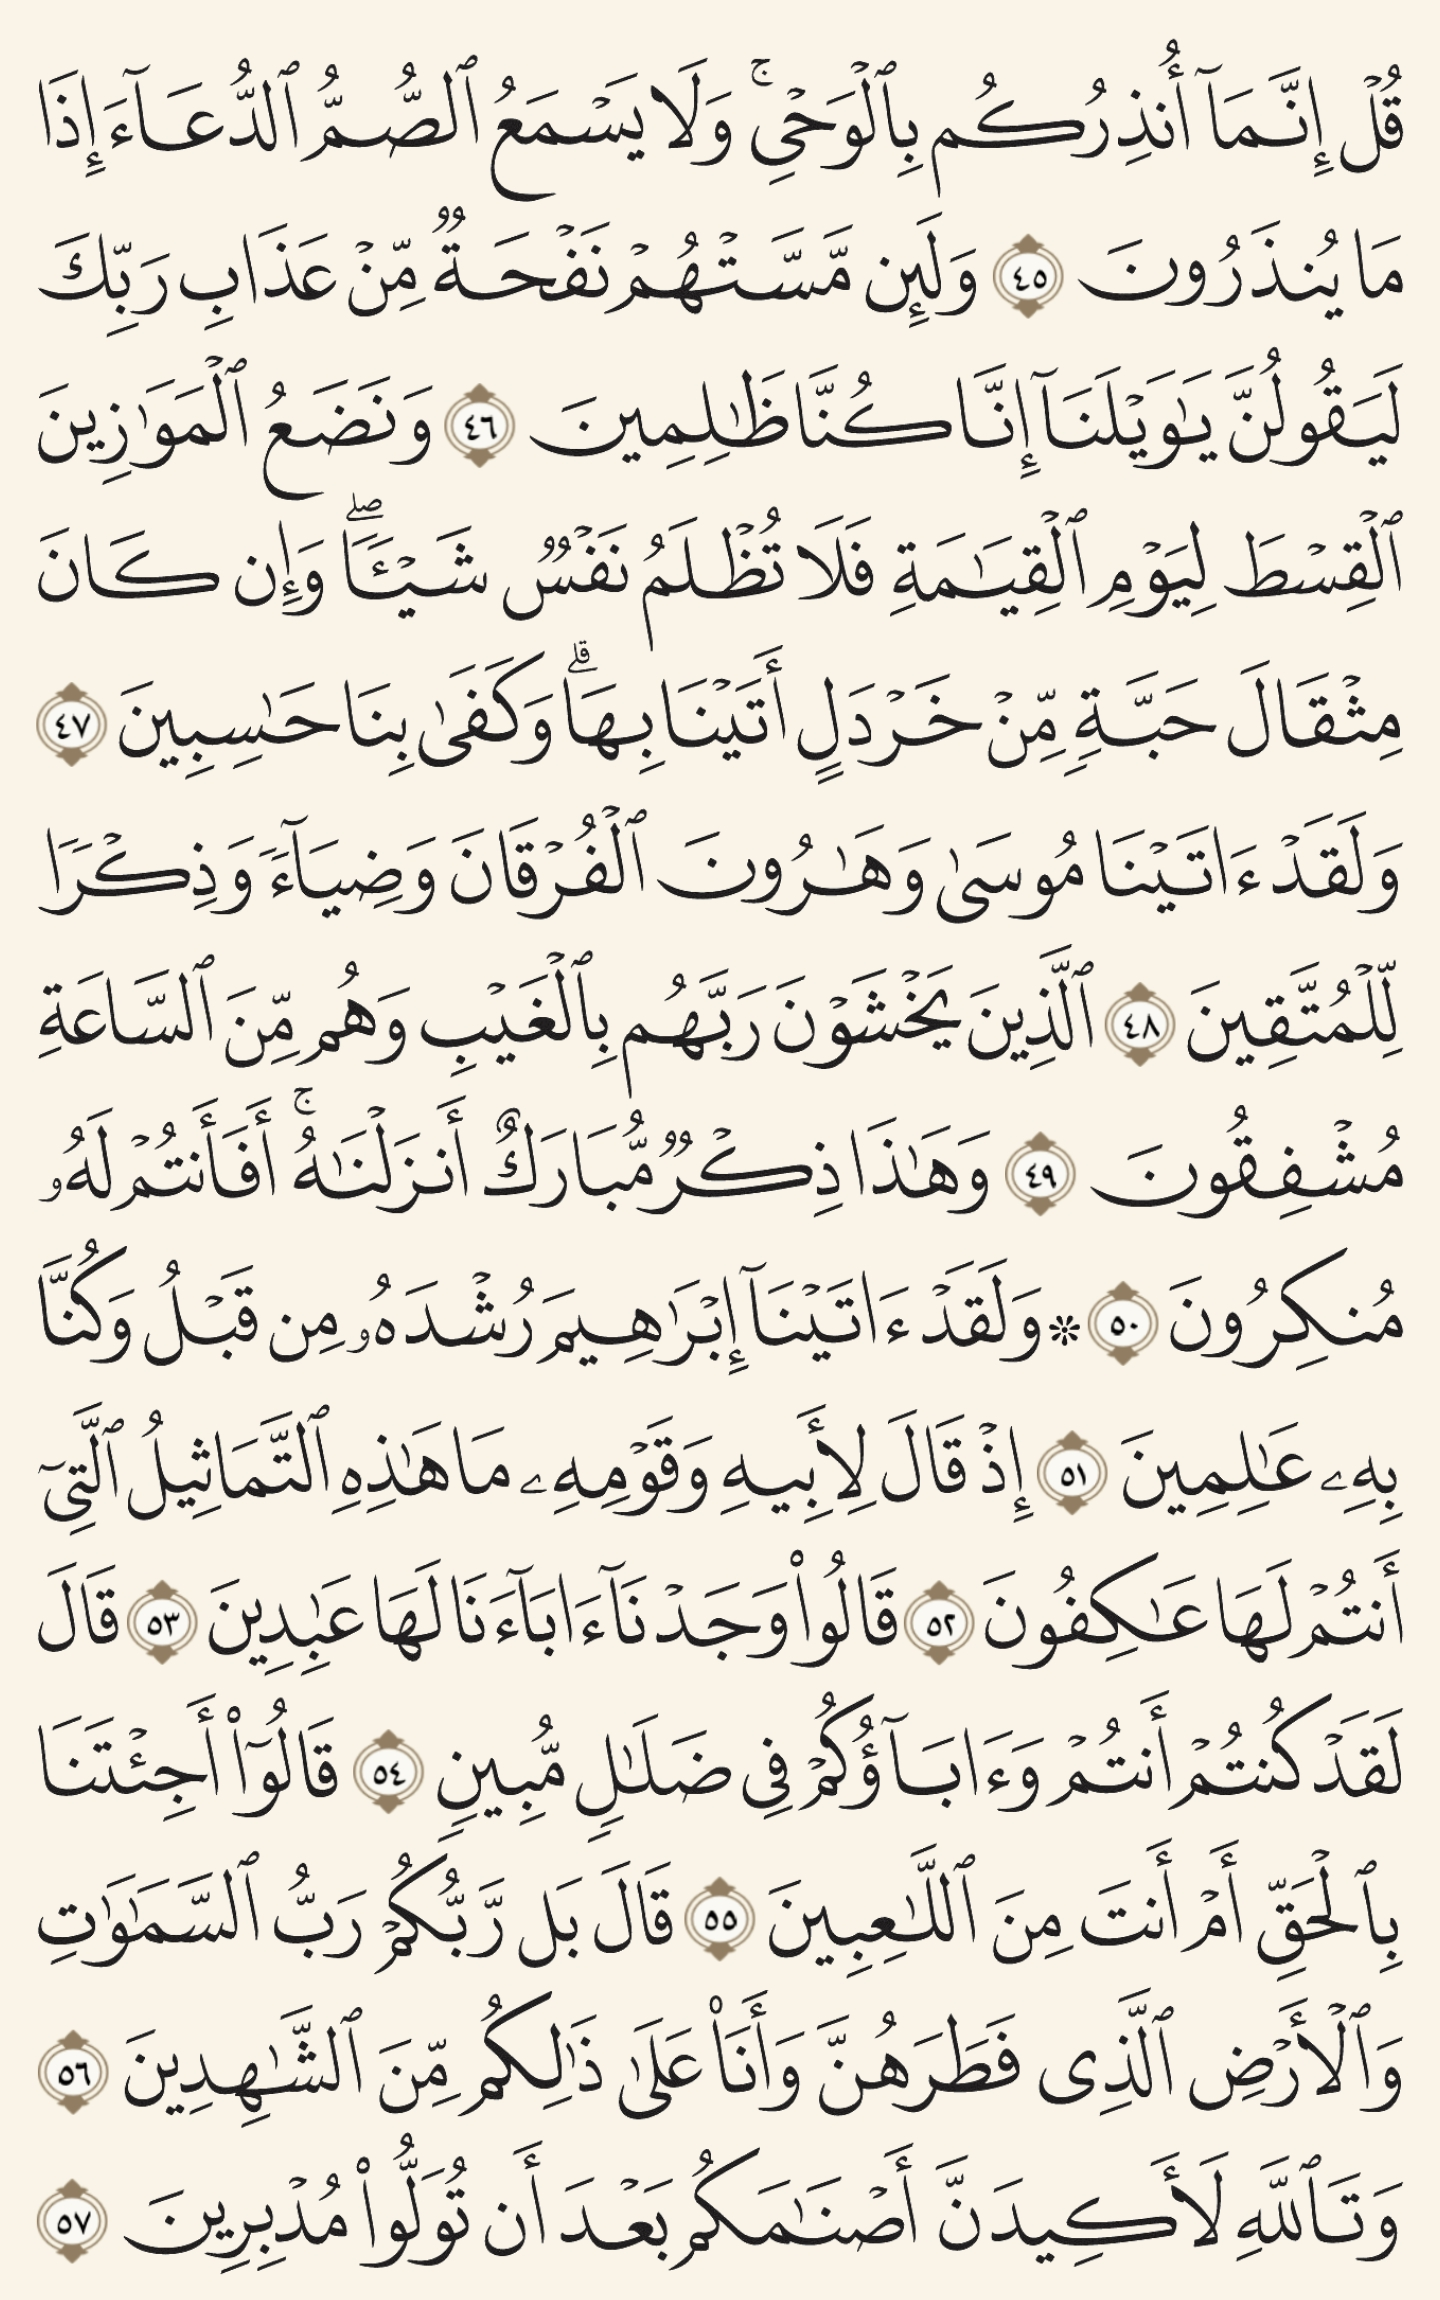 قُلۡ إِنَّمَآ أُنذِرُكُم بِٱلۡوَحۡيِۚ وَلَا يَسۡمَعُ ٱلصُّمُّ ٱلدُّعَآءَ إِذَا
مَا يُنذَرُونَ ٤٥ وَلَئِن مَّسَّتۡهُمۡ نَفۡحَةٞ مِّنۡ عَذَابِ رَبِّكَ
لَيَقُولُنَّ يَٰوَيۡلَنَآ إِنَّا كُنَّا ظَٰلِمِينَ ٤٦ وَنَضَعُ ٱلۡمَوَٰزِينَ
ٱلۡقِسۡطَ لِيَوۡمِ ٱلۡقِيَٰمَةِ فَلَا تُظۡلَمُ نَفۡسٞ شَيۡـٔٗاۖ وَإِن كَانَ
مِثۡقَالَ حَبَّةٖ مِّنۡ خَرۡدَلٍ أَتَيۡنَا بِهَاۗ وَكَفَىٰ بِنَا حَٰسِبِينَ ٤٧
وَلَقَدۡ ءَاتَيۡنَا مُوسَىٰ وَهَٰرُونَ ٱلۡفُرۡقَانَ وَضِيَآءٗ وَذِكۡرٗا
لِّلۡمُتَّقِينَ ٤٨ ٱلَّذِينَ يَخۡشَوۡنَ رَبَّهُم بِٱلۡغَيۡبِ وَهُم مِّنَ ٱلسَّاعَةِ
مُشۡفِقُونَ ٤٩ وَهَٰذَا ذِكۡرٞ مُّبَارَكٌ أَنزَلۡنَٰهُۚ أَفَأَنتُمۡ لَهُۥ
مُنكِرُونَ ٥٠ ۞ وَلَقَدۡ ءَاتَيۡنَآ إِبۡرَٰهِيمَ رُشۡدَهُۥ مِن قَبۡلُ وَكُنَّا
بِهِۦ عَٰلِمِينَ ٥١ إِذۡ قَالَ لِأَبِيهِ وَقَوۡمِهِۦ مَا هَٰذِهِ ٱلتَّمَاثِيلُ ٱلَّتِيٓ
أَنتُمۡ لَهَا عَٰكِفُونَ ٥٢ قَالُواْ وَجَدۡنَآ ءَابَآءَنَا لَهَا عَٰبِدِينَ ٥٣ قَالَ
لَقَدۡ كُنتُمۡ أَنتُمۡ وَءَابَآؤُكُمۡ فِي ضَلَٰلٖ مُّبِينٖ ٥٤ قَالُوٓاْ أَجِئۡتَنَا
بِٱلۡحَقِّ أَمۡ أَنتَ مِنَ ٱللَّٰعِبِينَ ٥٥ قَالَ بَل رَّبُّكُمۡ رَبُّ ٱلسَّمَٰوَٰتِ
وَٱلۡأَرۡضِ ٱلَّذِي فَطَرَهُنَّ وَأَنَا۠ عَلَىٰ ذَٰلِكُم مِّنَ ٱلشَّٰهِدِينَ ٥٦
وَتَٱللَّهِ لَأَكِيدَنَّ أَصۡنَٰمَكُم بَعۡدَ أَن تُوَلُّواْ مُدۡبِرِينَ ٥٧